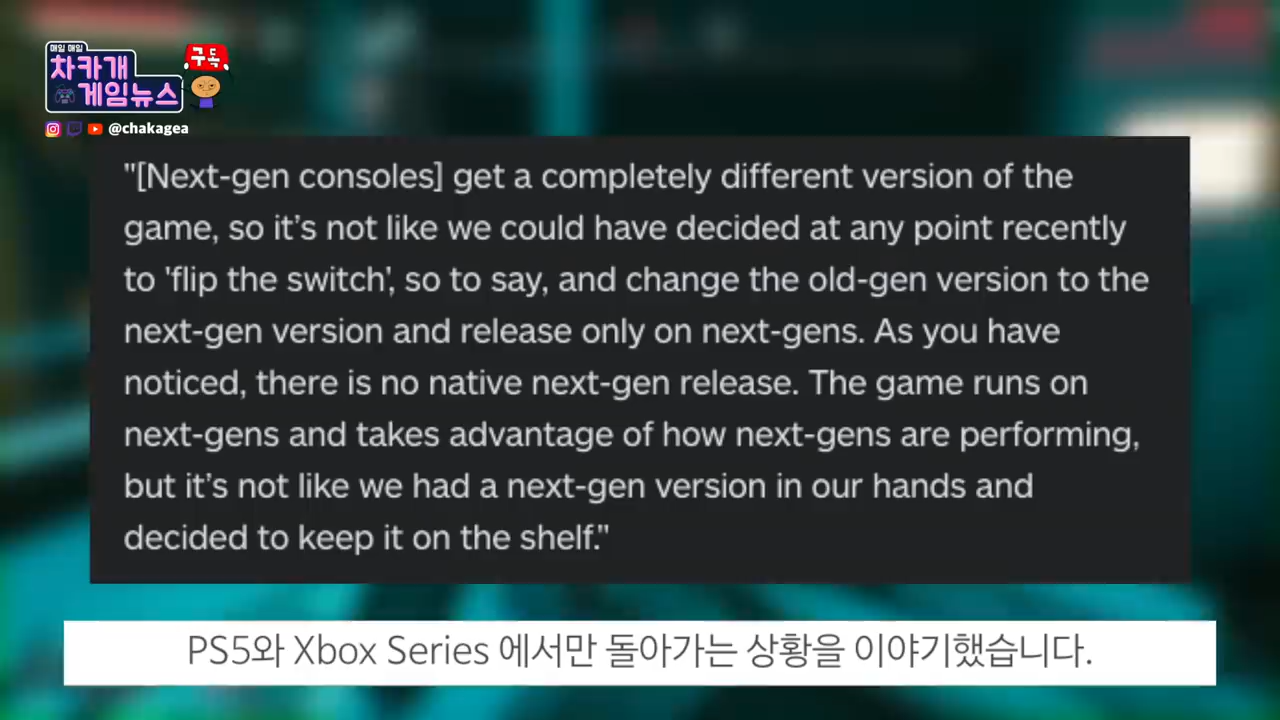 매일 매일
차카개
게임뉴스
구독
@chakagea
"[Next-gen consoles] get a completely different version of the
game, so it’s not like we could have decided at any point recently
to 'flip the switch', so to say, and change the old-gen version to the
next-gen version and release only on next-gens. As you have
noticed, there is no native next-gen release. The game runs on
next-gens and takes advantage of how next-gens are performing,
but it’s not like we had a next-gen version in our hands and
decided to keep it on the shelf."
PS5와 Xbox Series 에서만 돌아가는 상황을 이야기했습니다.